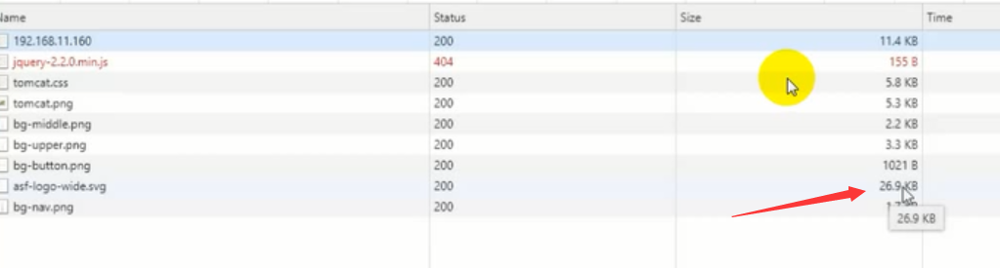 Name Status Size Time
192.168.11.160 200 11.4 KB
jquery-2.2.0.min.js 404 155 B
tomcat.css 200 5.8 KB
tomcat.png 200 5.3 KB
bg-middle.png 200 2.2 KB
bg-upper.png 200 3.3 KB
bg-button.png 200 1021 B
asf-logo-wide.svg 200 26.9 KB
bg-nav.png 200
26.9 KB